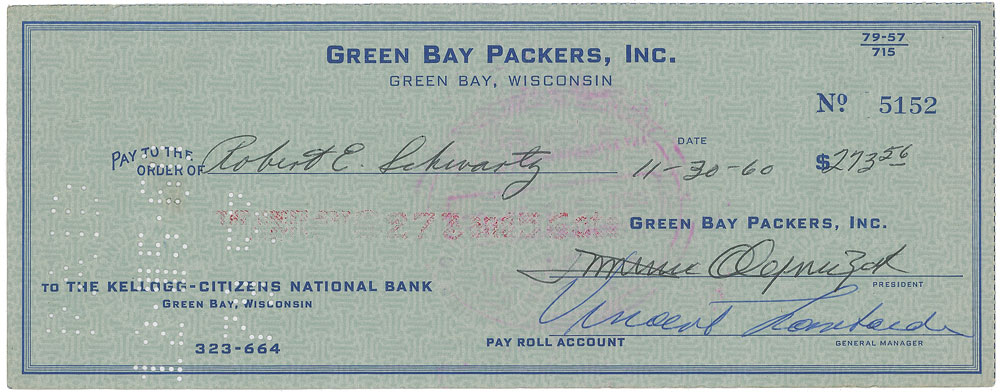 GREEN BAY PACKERS, INC.
GREEN BAY, WISCONSIN
79-57
715
Nº 5152
PAY TO THE ORDER OF Robert E. Schwartz
DATE 11-30-60 $273 56
GREEN BAY PACKERS, INC.
PRESIDENT
TO THE KELLOGG-CITIZENS NATIONAL BANK
GREEN BAY, WISCONSIN
Vincent Lombardi
323-664
PAY ROLL ACCOUNT
GENERAL MANAGER